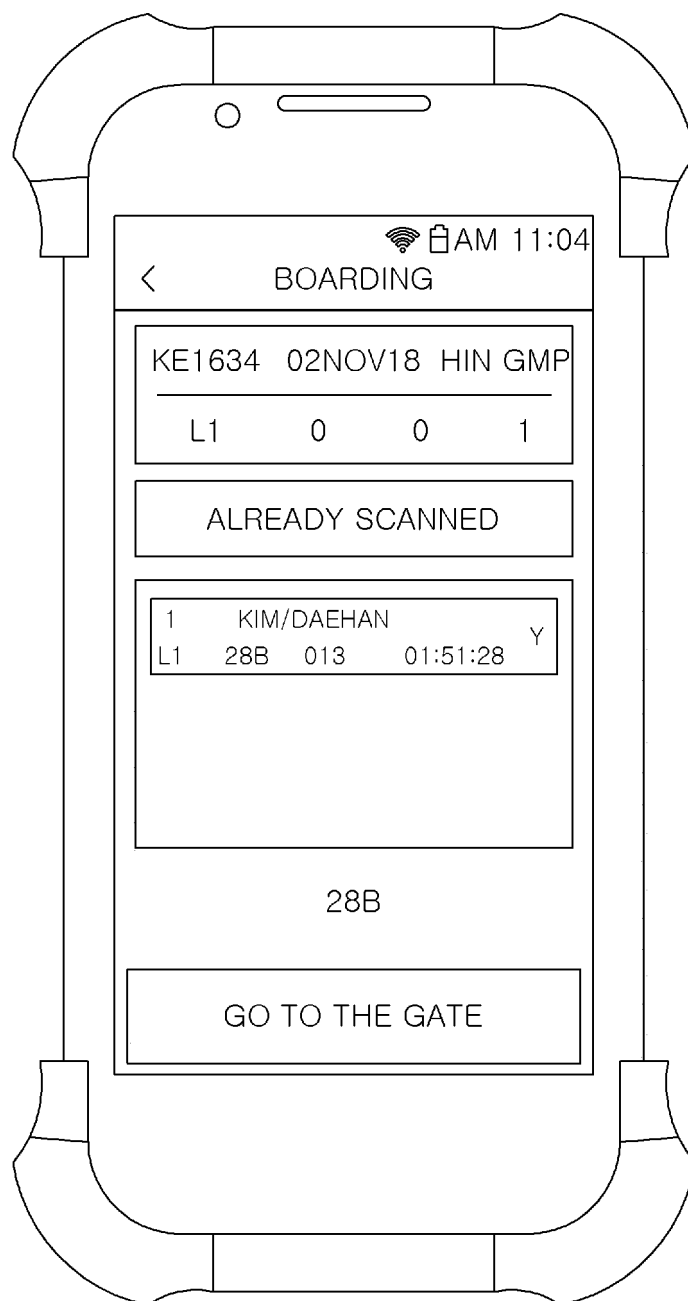 AM 11:04
BOARDING
KE1634 02NOV18 HIN GMP
L1 0 0 1
ALREADY SCANNED
1 KIM/DAEHAN Y
L1 28B 013 01:51:28
28B
GO TO THE GATE